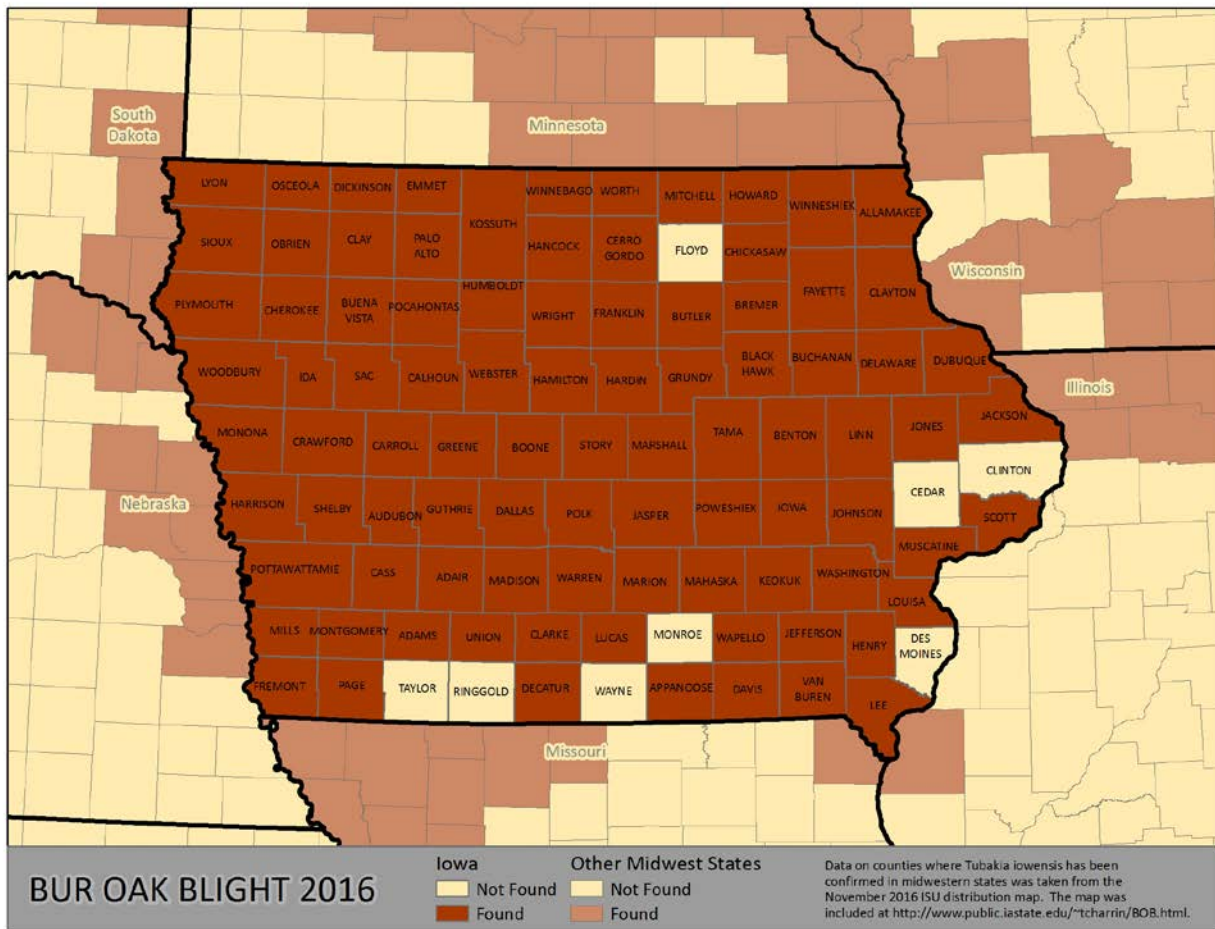 South
Dakota
Minnesota
LYON OSCEOLA DICKINSON EMMET WINNEBAGO WORTH MITCHELL HOWARD
WINNESHIEK ALLAMAKEE
KOSSUTH
SIOUX OBRIEN CLAY PALO
ALTO
HANCOCK CERRO
GORDO
FLOYD CHICKASAW
Wisconsin
PLYMOUTH CHEROKEE BUENA
VISTA
POCAHONTAS HUMBOLDT WRIGHT FRANKLIN BUTLER BREMER FAYETTE CLAYTON
WOODBURY IDA SAC CALHOUN WEBSTER HAMILTON HARDIN GRUNDY BLACK
HAWK
BUCHANAN DELAWARE DUBUQUE
Illinois
MONONA CRAWFORD CARROLL GREENE BOONE STORY MARSHALL TAMA BENTON LINN JONES JACKSON
CLINTON
CEDAR
Nebraska
HARRISON SHELBY AUDUBON GUTHRIE DALLAS POLK JASPER POWESHIEK IOWA JOHNSON SCOTT
MUSCATINE
POTTAWATTAMIE CASS ADAIR MADISON WARREN MARION MAHASKA KEOKUK WASHINGTON
LOUISA
MILLS MONTGOMERY ADAMS UNION CLARKE LUCAS MONROE WAPELLO JEFFERSON HENRY DES
MOINES
FREMONT PAGE TAYLOR RINGGOLD DECATUR WAYNE APPANOOSE DAVIS VAN
BUREN
LEE
Missouri
BUR OAK BLIGHT 2016
Iowa
Not Found
Found
Other Midwest States
Not Found
Found
Data on counties where Tubakia iowensis has been
confirmed in midwestern states was taken from the
November 2016 ISU distribution map. The map was
included at http://www.public.iastate.edu/~tcharrin/BOB.html.